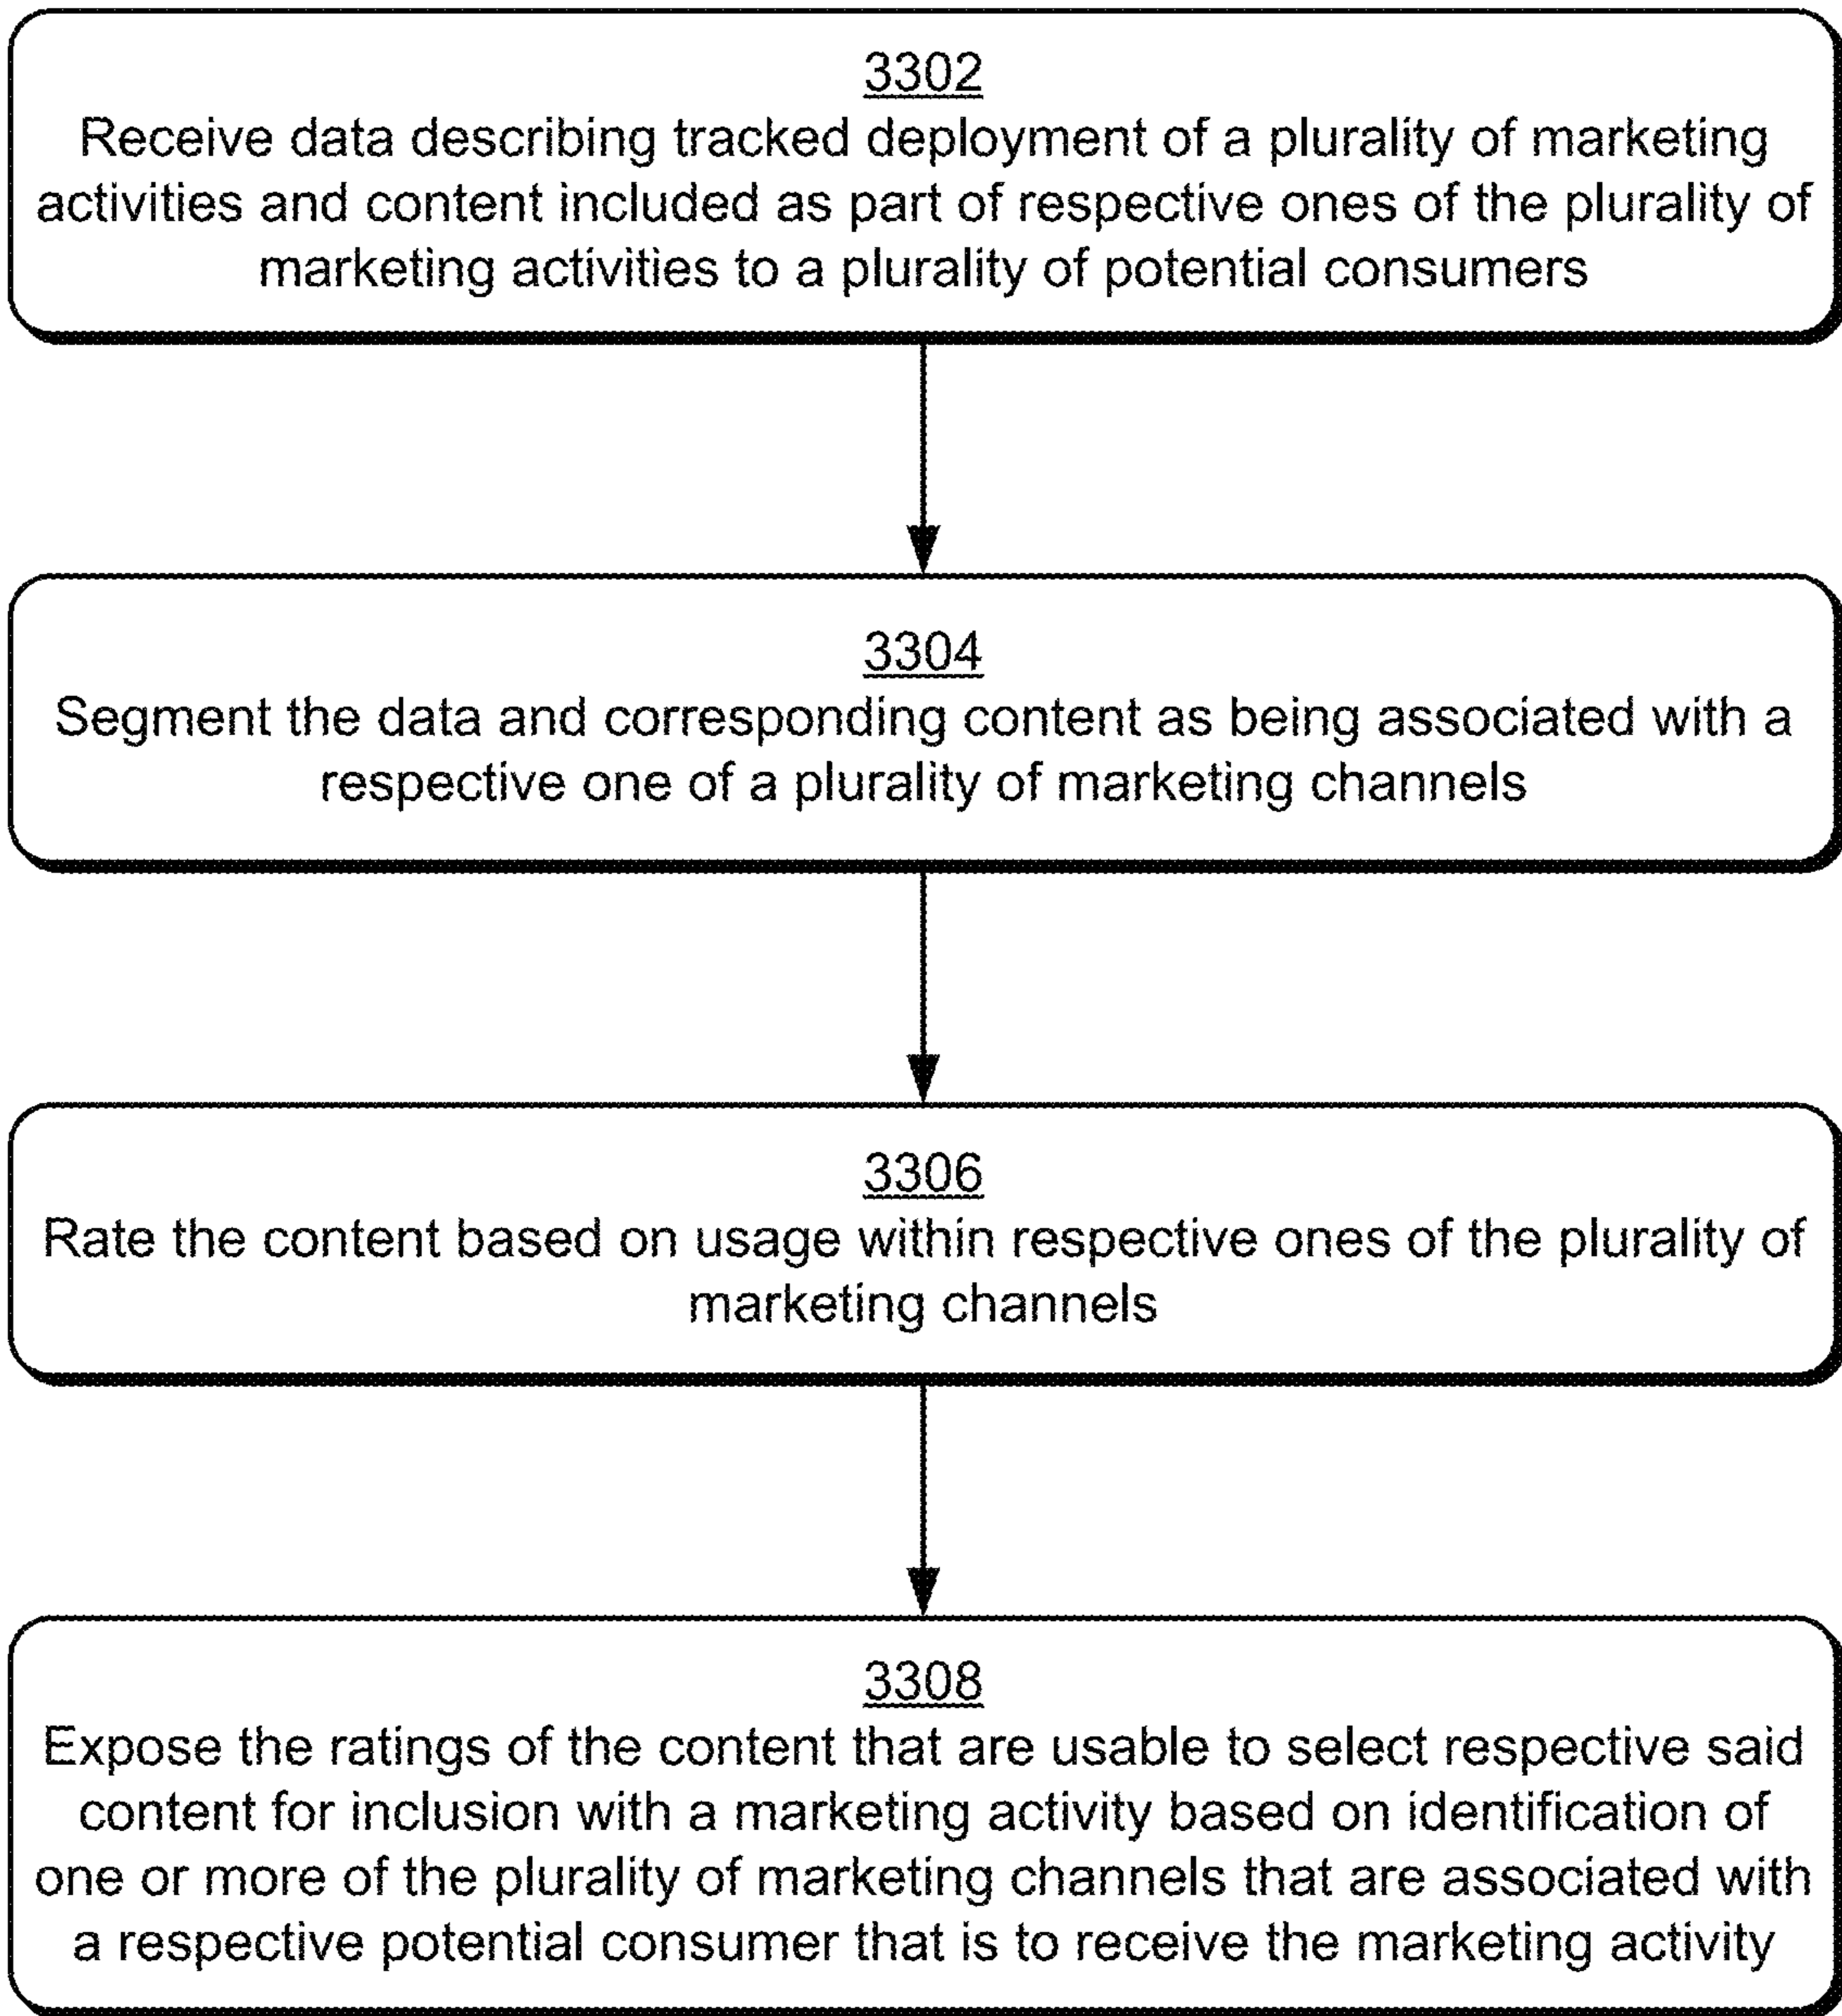 3302
Receive data describing tracked deployment of a plurality of marketing
activities and content included as part of respective ones of the plurality of
marketing activities to a plurality of potential consumers
3304
Segment the data and corresponding content as being associated with a
respective one of a plurality of marketing channels
3306
Rate the content based on usage within respective ones of the plurality of
marketing channels
3308
Expose the ratings of the content that are usable to select respective said
content for inclusion with a marketing activity based on identification of
one or more of the plurality of marketing channels that are associated with
a respective potential consumer that is to receive the marketing activity